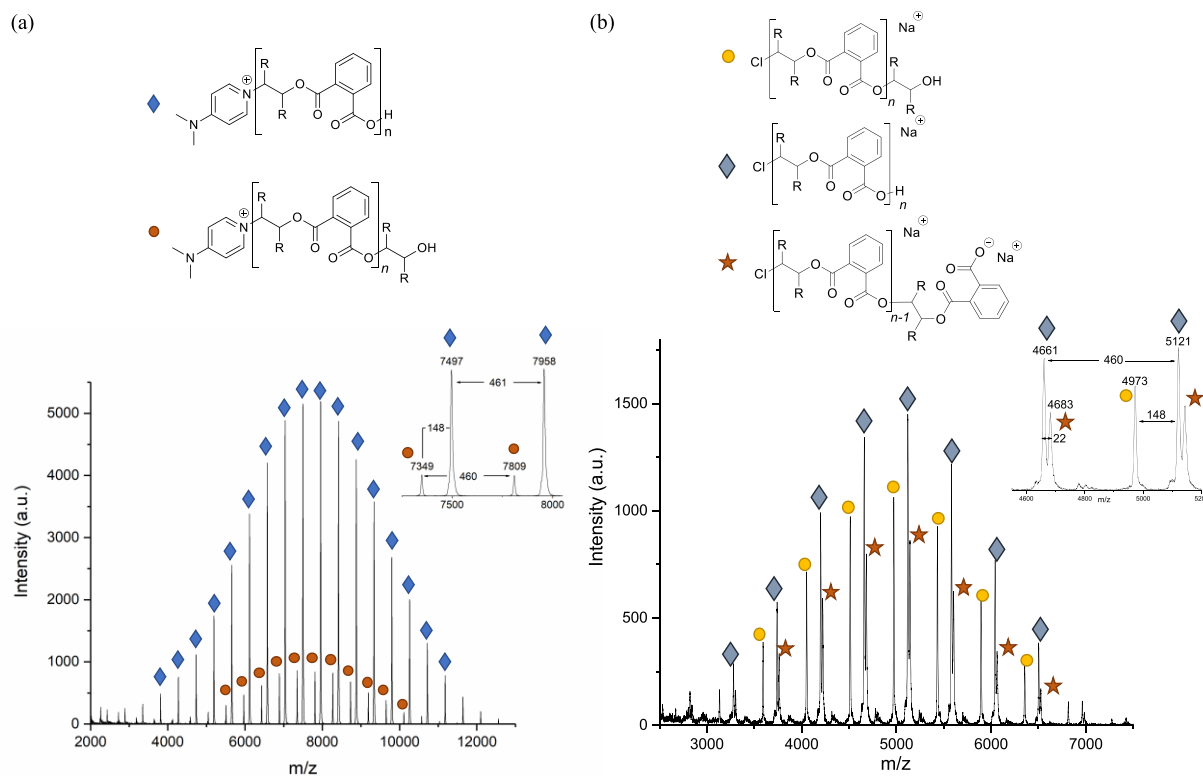 (a)
R
N
⊕
O
R
O
O
O
H
n
N
R
N
⊕
O
R
O
O
O
n
R
OH
R
N
(b)
Na⊕
R
Cl
O
R
O
O
O
n
R
OH
R
Na⊕
R
Cl
O
R
O
O
O
H
n
Na⊕
R
Cl
O
R
O
O
O
n-1
R
R
O
O
O
O⊖
Na⊕
Intensity (a.u.)
5000
4000
3000
2000
1000
0
2000
4000
6000
8000
10000
12000
m/z
7497
7958
461
148
7349
460
7809
7500
8000
Intensity (a.u.)
1500
1000
500
0
3000
4000
5000
6000
7000
m/z
4661
5121
460
4683
4973
148
22
4600
4800
5000
520
m/z